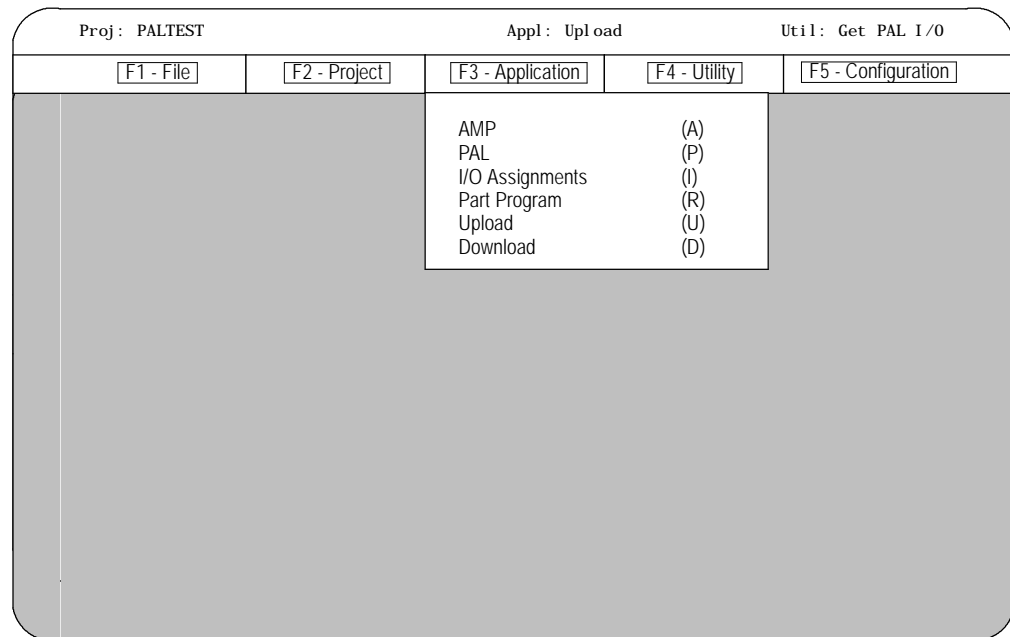 Proj: PALTEST Appl: Upload Util: Get PAL I/O
F1 - File F2 - Project F3 - Application F4 - Utility F5 - Configuration
AMP (A)
PAL (P)
I/O Assignments (I)
Part Program (R)
Upload (U)
Download (D)